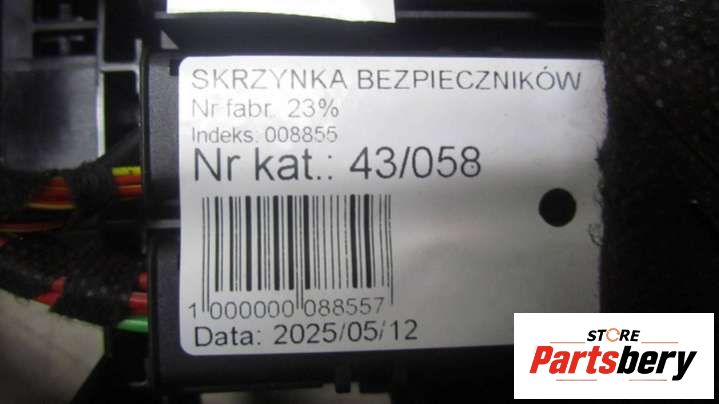 SKRZYNKA BEZPIECZNIKÓW
Nr fabr. 23%
Indeks: 008855
Nr kat.: 43/058
1 000000 088557
Data: 2025/05/12
STORE
Partsbery